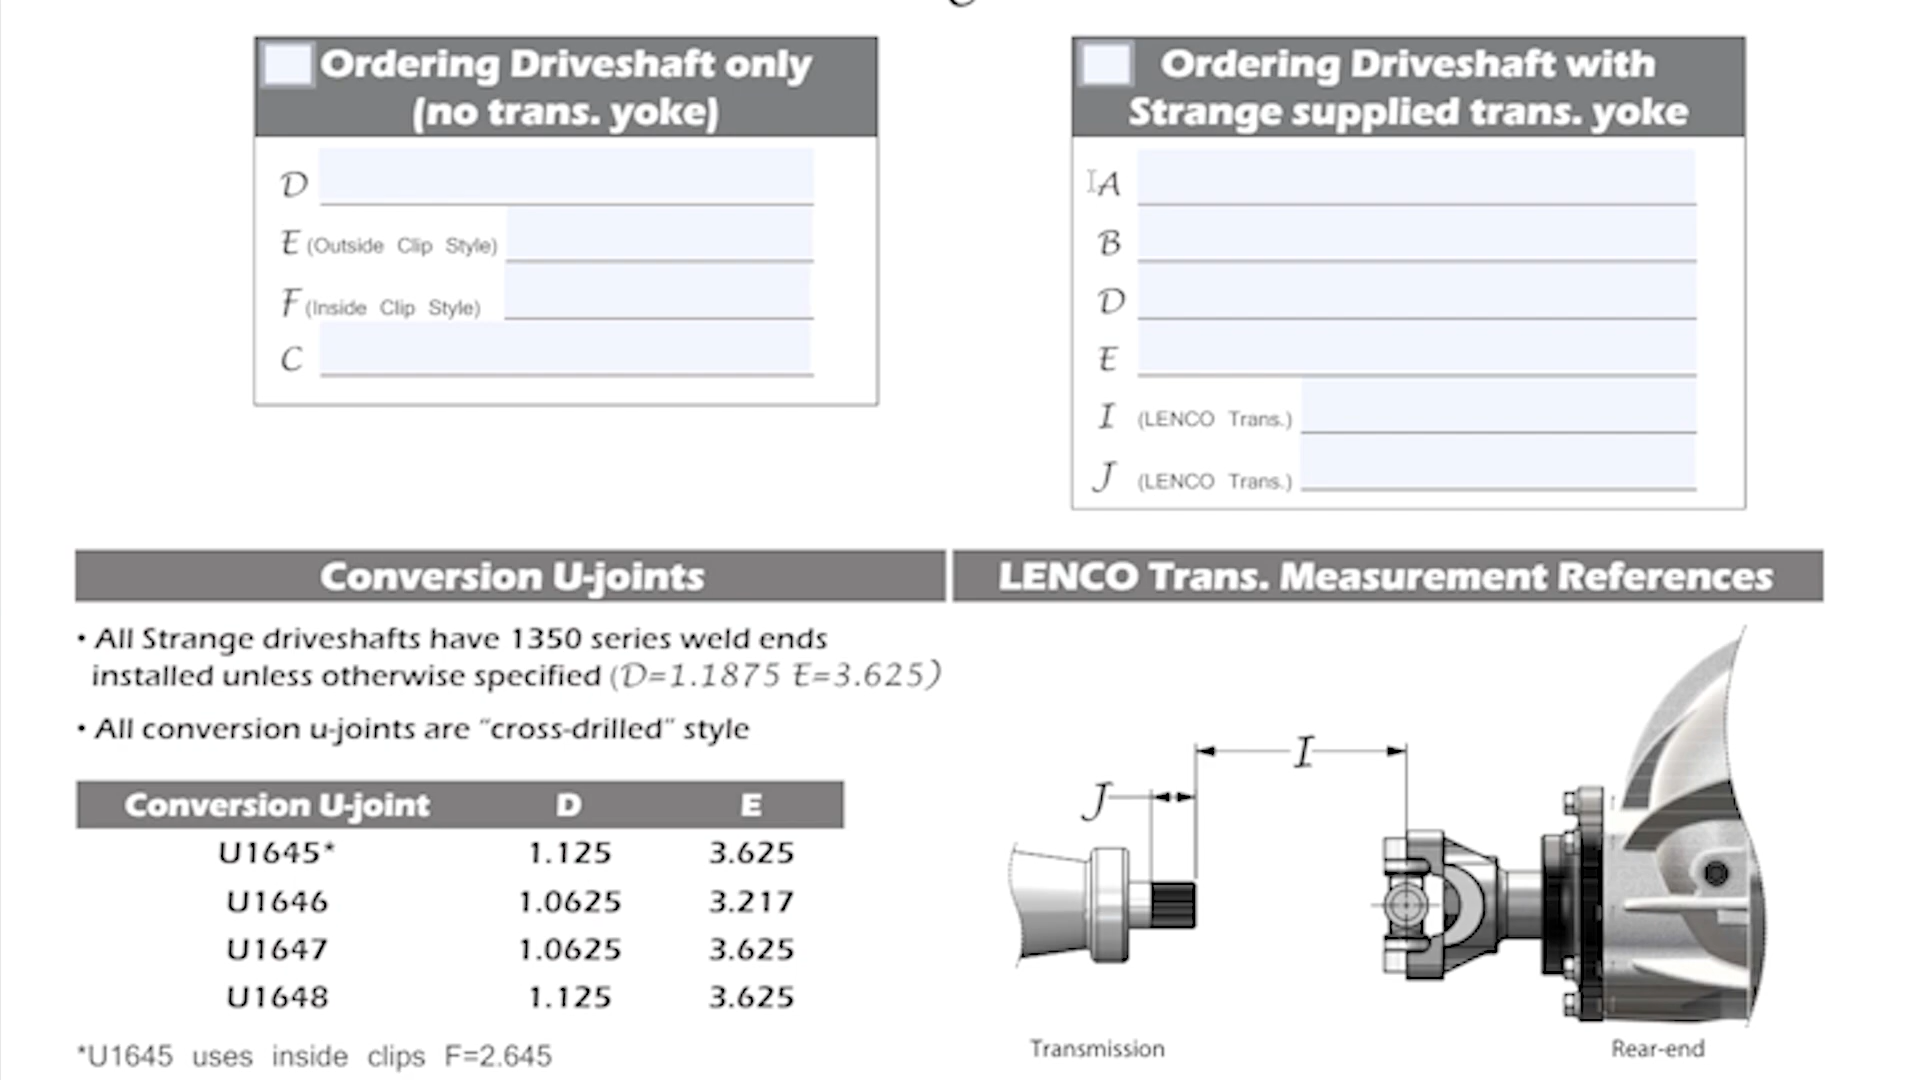 Ordering Driveshaft only
(no trans. yoke)
D
E (Outside Clip Style)
F (Inside Clip Style)
C
Ordering Driveshaft with
Strange supplied trans. yoke
A
B
D
E
I (LENCO Trans.)
J (LENCO Trans.)
Conversion U-joints
• All Strange driveshafts have 1350 series weld ends
installed unless otherwise specified (D=1.1875 E=3.625)
• All conversion u-joints are "cross-drilled" style
Conversion U-joint D E
U1645* 1.125 3.625
U1646 1.0625 3.217
U1647 1.0625 3.625
U1648 1.125 3.625
*U1645 uses inside clips F=2.645
LENCO Trans. Measurement References
I
J
Transmission
Rear-end